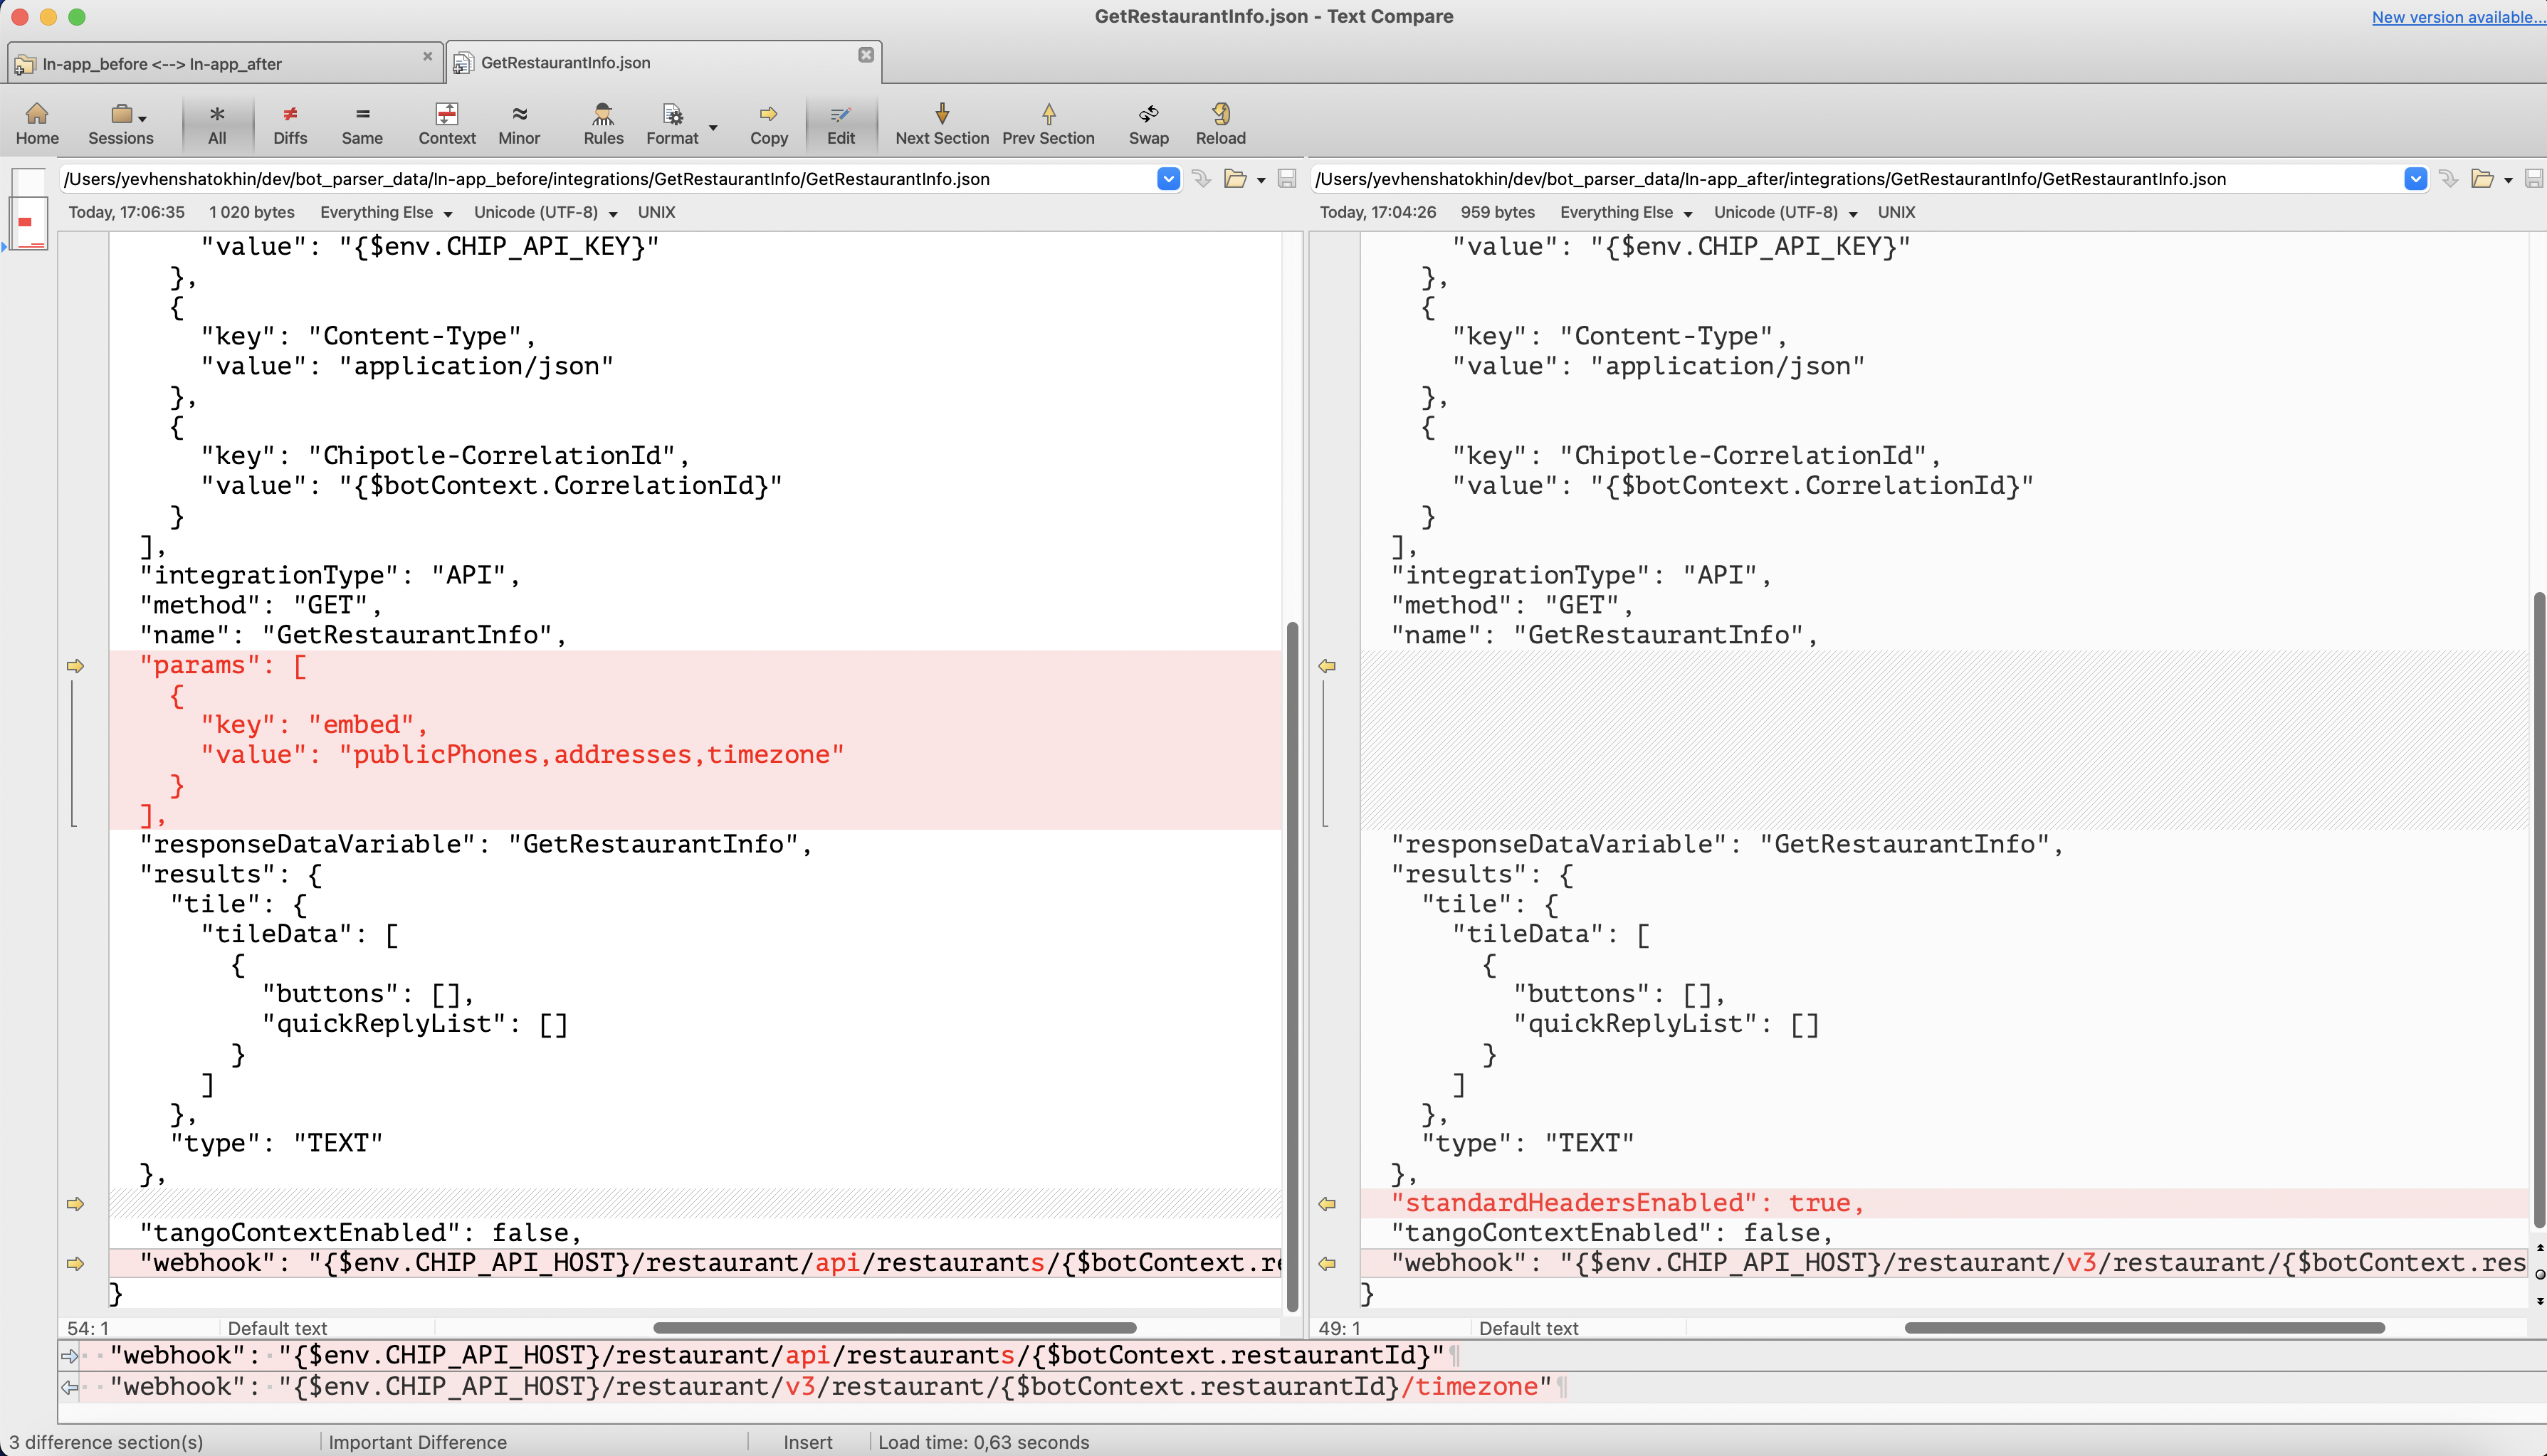 GetRestaurantInfo.json - Text Compare
New version available...
In-app_before <--> In-app_after
GetRestaurantInfo.json
Home Sessions All Diffs Same Context Minor Rules Format Copy Edit Next Section Prev Section Swap Reload
/Users/yevhenshatokhin/dev/bot_parser_data/In-app_before/integrations/GetRestaurantInfo/GetRestaurantInfo.json
Today, 17:06:35 1 020 bytes Everything Else Unicode (UTF-8) UNIX
"value": "{$env.CHIP_API_KEY}"
},
{
"key": "Content-Type",
"value": "application/json"
},
{
"key": "Chipotle-CorrelationId",
"value": "{$botContext.CorrelationId}"
}
],
"integrationType": "API",
"method": "GET",
"name": "GetRestaurantInfo",
"params": [
{
"key": "embed",
"value": "publicPhones,addresses,timezone"
}
],
"responseDataVariable": "GetRestaurantInfo",
"results": {
"tile": {
"tileData": [
{
"buttons": [],
"quickReplyList": []
}
]
},
"type": "TEXT"
},
"tangoContextEnabled": false,
"webhook": "{$env.CHIP_API_HOST}/restaurant/api/restaurants/{$botContext.re
}
54: 1 Default text
/Users/yevhenshatokhin/dev/bot_parser_data/In-app_after/integrations/GetRestaurantInfo/GetRestaurantInfo.json
Today, 17:04:26 959 bytes Everything Else Unicode (UTF-8) UNIX
"value": "{$env.CHIP_API_KEY}"
},
{
"key": "Content-Type",
"value": "application/json"
},
{
"key": "Chipotle-CorrelationId",
"value": "{$botContext.CorrelationId}"
}
],
"integrationType": "API",
"method": "GET",
"name": "GetRestaurantInfo",
"responseDataVariable": "GetRestaurantInfo",
"results": {
"tile": {
"tileData": [
{
"buttons": [],
"quickReplyList": []
}
]
},
"type": "TEXT"
},
"standardHeadersEnabled": true,
"tangoContextEnabled": false,
"webhook": "{$env.CHIP_API_HOST}/restaurant/v3/restaurant/{$botContext.res
}
49: 1 Default text
"webhook": "{$env.CHIP_API_HOST}/restaurant/api/restaurants/{$botContext.restaurantId}"¶
"webhook": "{$env.CHIP_API_HOST}/restaurant/v3/restaurant/{$botContext.restaurantId}/timezone"¶
3 difference section(s) Important Difference Insert Load time: 0,63 seconds